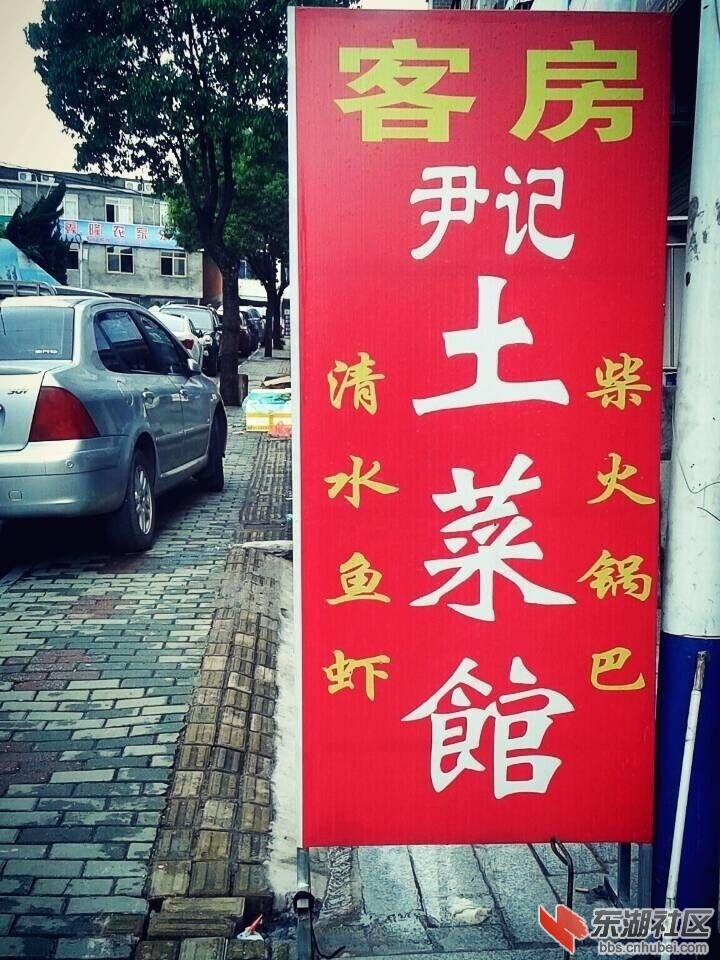 客房
尹记
土菜館
清水鱼虾
柴火锅巴
东湖社区
bbs.cnhubei.com